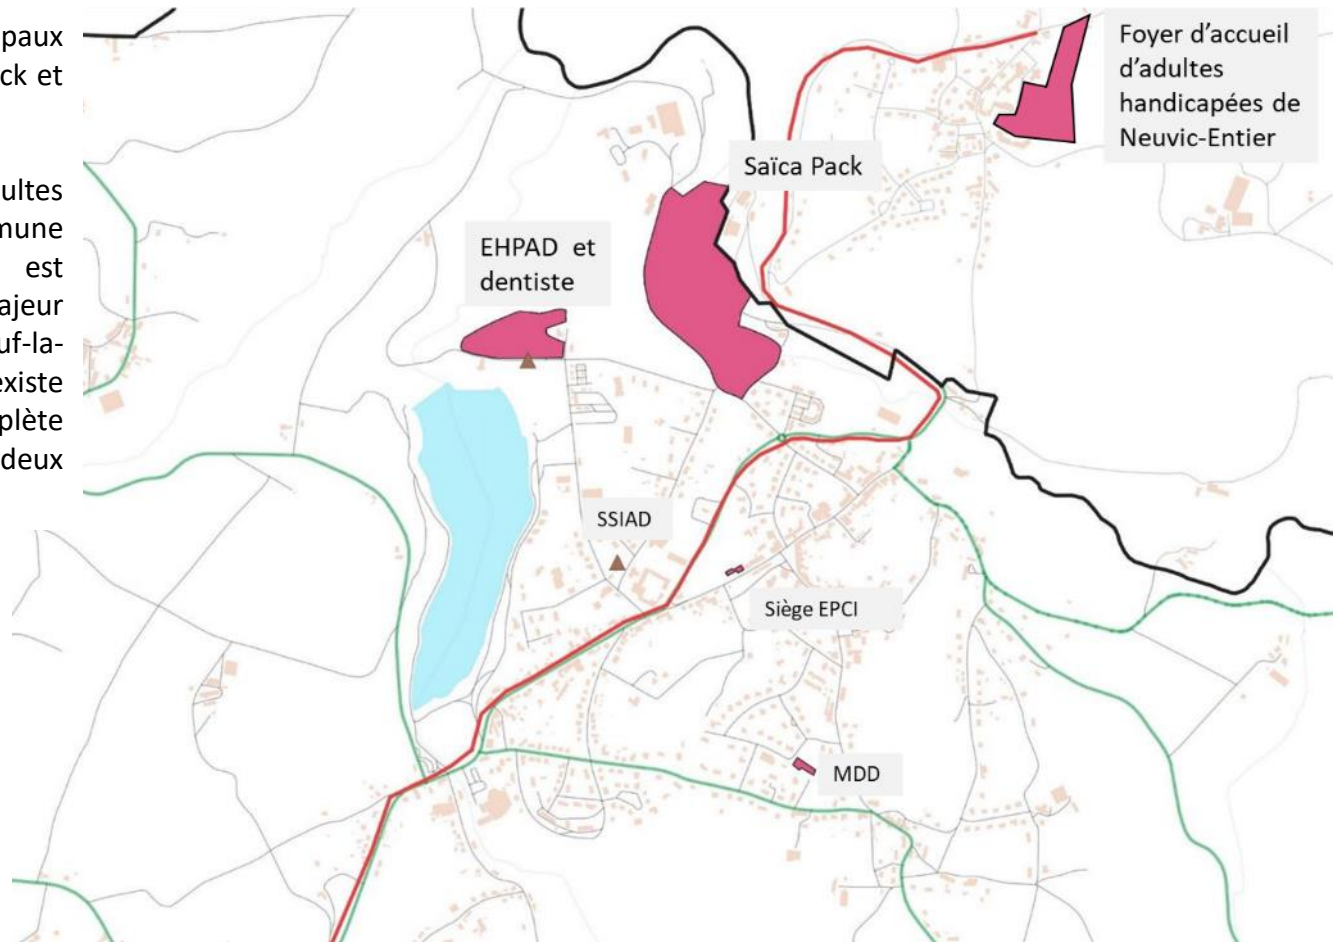 paux
ck et
ultes
mune
est
ajeur
uf-la-
existe
plète
deux
Foyer d’accueil
d’adultes
handicapées de
Neuvic-Entier
Saïca Pack
EHPAD et
dentiste
SSIAD
Siège EPCI
MDD